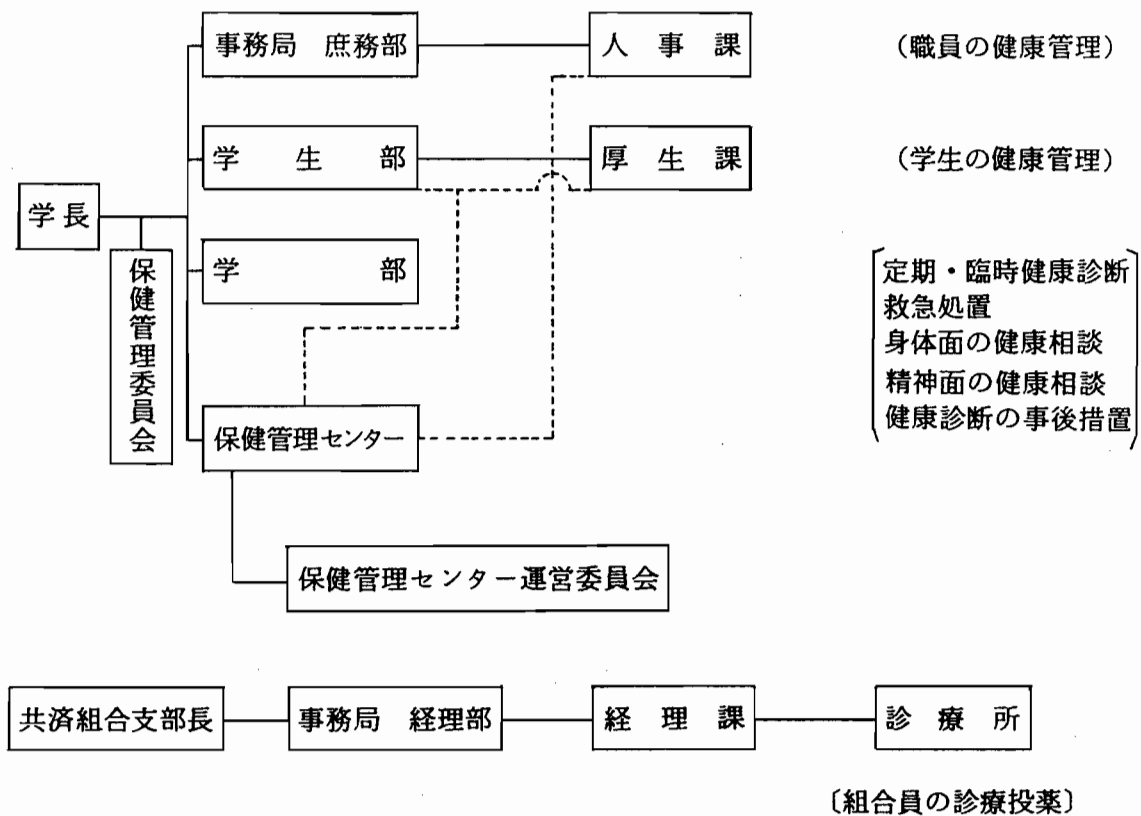 事務局 庶務部
人事課
(職員の健康管理)
学生部
厚生課
(学生の健康管理)
学長
保健管理委員会
学部
定期・臨時健康診断
救急処置
身体面の健康相談
精神面の健康相談
健康診断の事後措置
保健管理センター
保健管理センター運営委員会
共済組合支部長
事務局 経理部
経理課
診療所
〔組合員の診療投薬〕